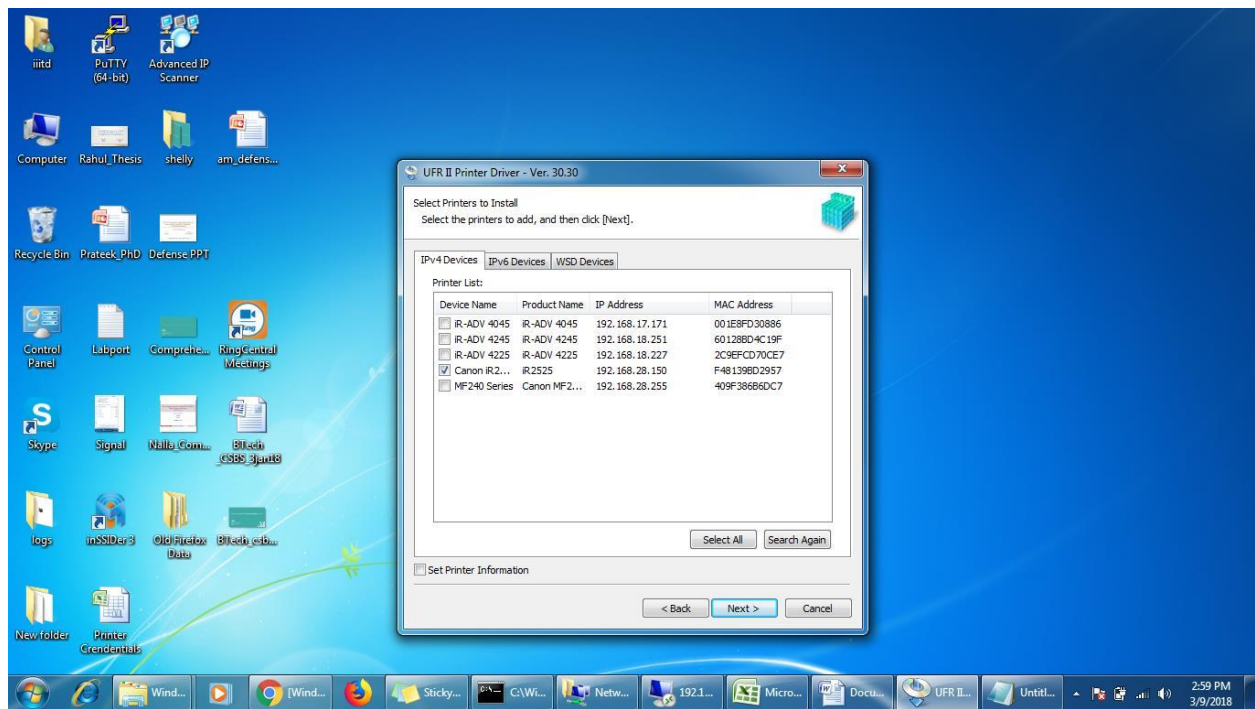 iiitd
PuTTY
(64-bit)
Advanced IP
Scanner
Computer
Rahul_Thesis
shelly
am_defens...
Recycle Bin
Prateek_PhD
Defense PPT
Control
Panel
Labport
Comprehe...
RingCentral
Meetings
Skype
Signal
Naila_Com...
BTech
_CSBS_3jan18
logs
inSSIDer 3
Old Firefox
Data
BTech_csb...
New folder
Printer
Crendentials
UFR II Printer Driver - Ver. 30.30
Select Printers to Install
Select the printers to add, and then click [Next].
IPv4 Devices IPv6 Devices WSD Devices
Printer List:
Device Name Product Name IP Address MAC Address
iR-ADV 4045 iR-ADV 4045 192.168.17.171 001E8FD30886
iR-ADV 4245 iR-ADV 4245 192.168.18.251 60128BD4C19F
iR-ADV 4225 iR-ADV 4225 192.168.18.227 2C9EFCD70CE7
Canon iR2... iR2525 192.168.28.150 F48139BD2957
MF240 Series Canon MF2... 192.168.28.255 409F386B6DC7
Select All Search Again
Set Printer Information
< Back Next > Cancel
Wind... [Wind... Sticky... C:\Wi... Netw... 192.1... Micro... Docu... UFR II... Untitl... 2:59 PM
3/9/2018